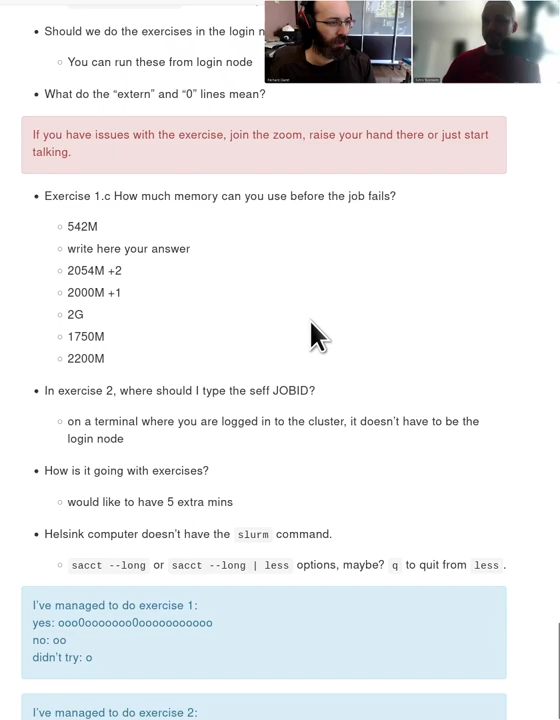 Should we do the exercises in the login n
You can run these from login node
What do the “extern” and “0” lines mean?
If you have issues with the exercise, join the zoom, raise your hand there or just start
talking.
Exercise 1.c How much memory can you use before the job fails?
542M
write here your answer
2054M +2
2000M +1
2G
1750M
2200M
In exercise 2, where should I type the seff JOBID?
on a terminal where you are logged in to the cluster, it doesn’t have to be the
login node
How is it going with exercises?
would like to have 5 extra mins
Helsink computer doesn’t have the slurm command.
sacct --long or sacct --long | less options, maybe? q to quit from less .
I’ve managed to do exercise 1:
yes: ooo0ooooooo0ooooooooooo
no: oo
didn’t try: o
I’ve managed to do exercise 2: